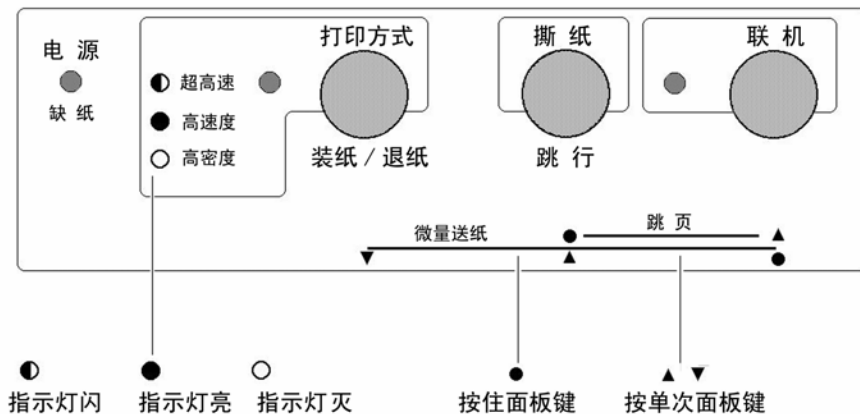 电 源
缺 纸
超高速
高速度
高密度
打印方式
装纸 / 退纸
撕 纸
跳 行
联 机
微量送纸
跳 页
指示灯闪
指示灯亮
指示灯灭
按住面板键
按单次面板键